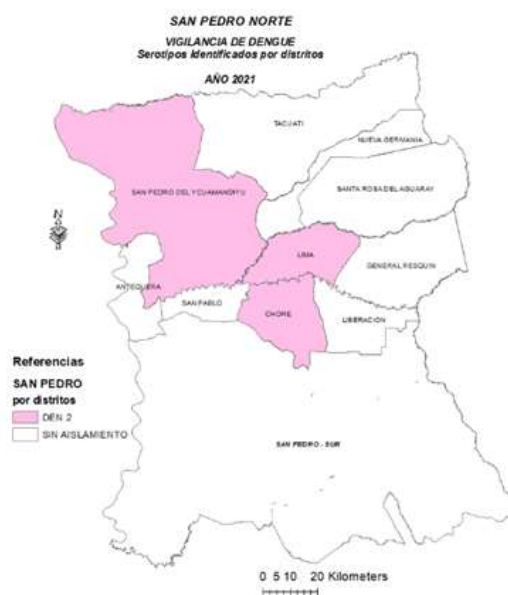 SAN PEDRO NORTE
VIGILANCIA DE DENGUE
Serotipos Identificados por distritos
AÑO 2021
TACUATI
NUEVA GERMANIA
SAN PEDRO DEL YCUAMANDIYU
SANTA ROSA DEL AGUARAY
N
LIMA
GENERAL RESQUIN
ANTEQUERA
SAN PABLO
CHORE
LIBERACION
Referencias
SAN PEDRO
por distritos
DEN 2
SIN AISLAMIENTO
SAN PEDRO - SUR
0 5 10 20 Kilometers